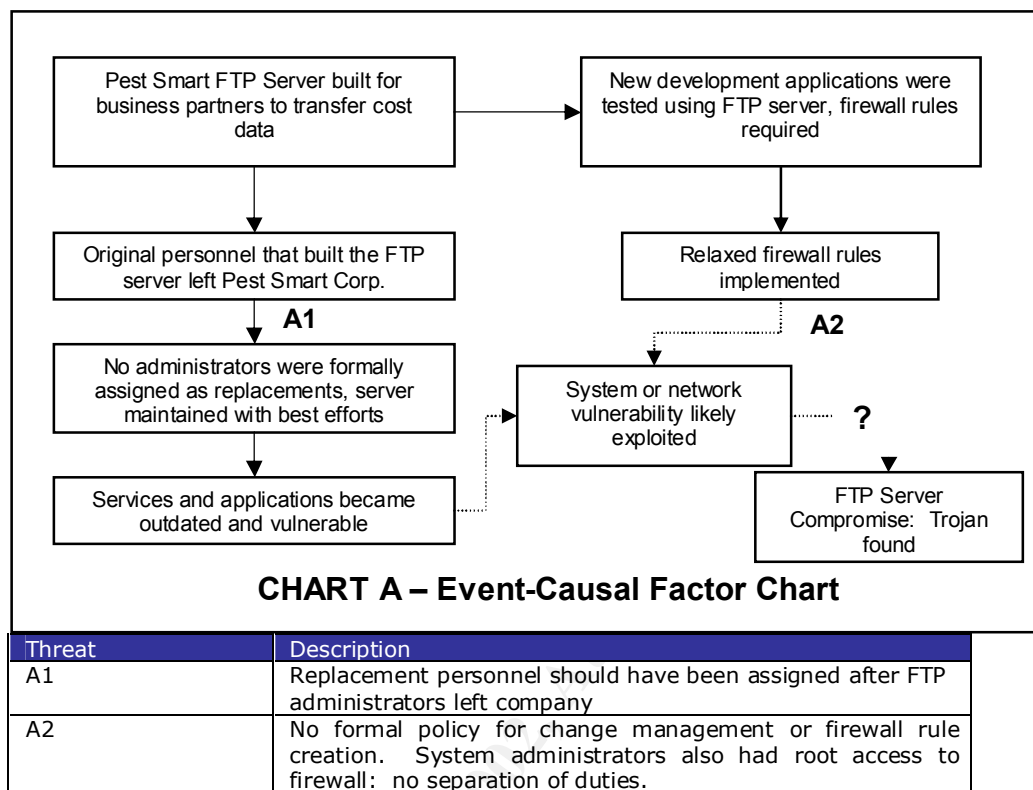 Pest Smart FTP Server built for
business partners to transfer cost
data
New development applications were
tested using FTP server, firewall rules
required
Original personnel that built the FTP
server left Pest Smart Corp.
Relaxed firewall rules
implemented
A1
A2
No administrators were formally
assigned as replacements, server
maintained with best efforts
System or network
vulnerability likely
exploited
?
Services and applications became
outdated and vulnerable
FTP Server
Compromise: Trojan
found
CHART A – Event-Causal Factor Chart
Threat Description
A1 Replacement personnel should have been assigned after FTP
administrators left company
A2 No formal policy for change management or firewall rule
creation. System administrators also had root access to
firewall: no separation of duties.